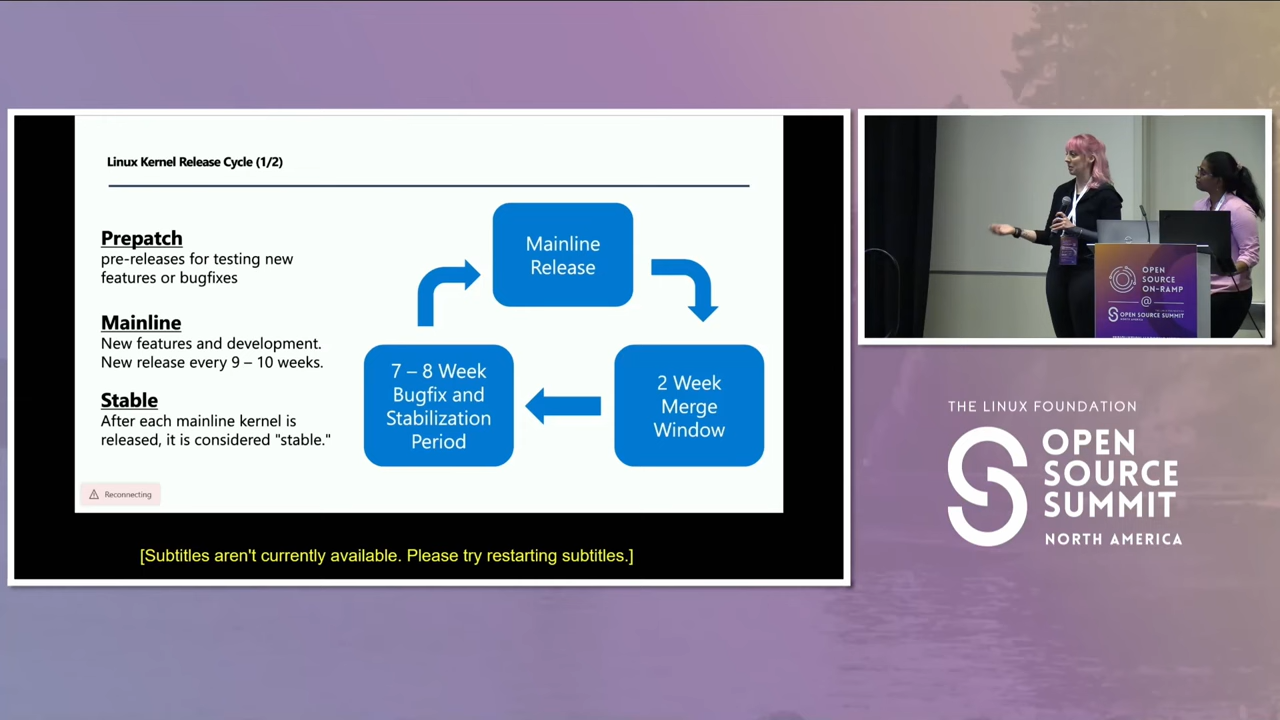 Linux Kernel Release Cycle (1/2)
Prepatch
pre-releases for testing new
features or bugfixes
Mainline
New features and development.
New release every 9 – 10 weeks.
Stable
After each mainline kernel is
released, it is considered "stable."
Mainline
Release
2 Week
Merge
Window
7 – 8 Week
Bugfix and
Stabilization
Period
Reconnecting
[Subtitles aren't currently available. Please try restarting subtitles.]
OPEN
SOURCE
ON-RAMP
@
OPEN SOURCE SUMMIT
NORTH AMERICA
THE LINUX FOUNDATION
OPEN
SOURCE
SUMMIT
NORTH AMERICA